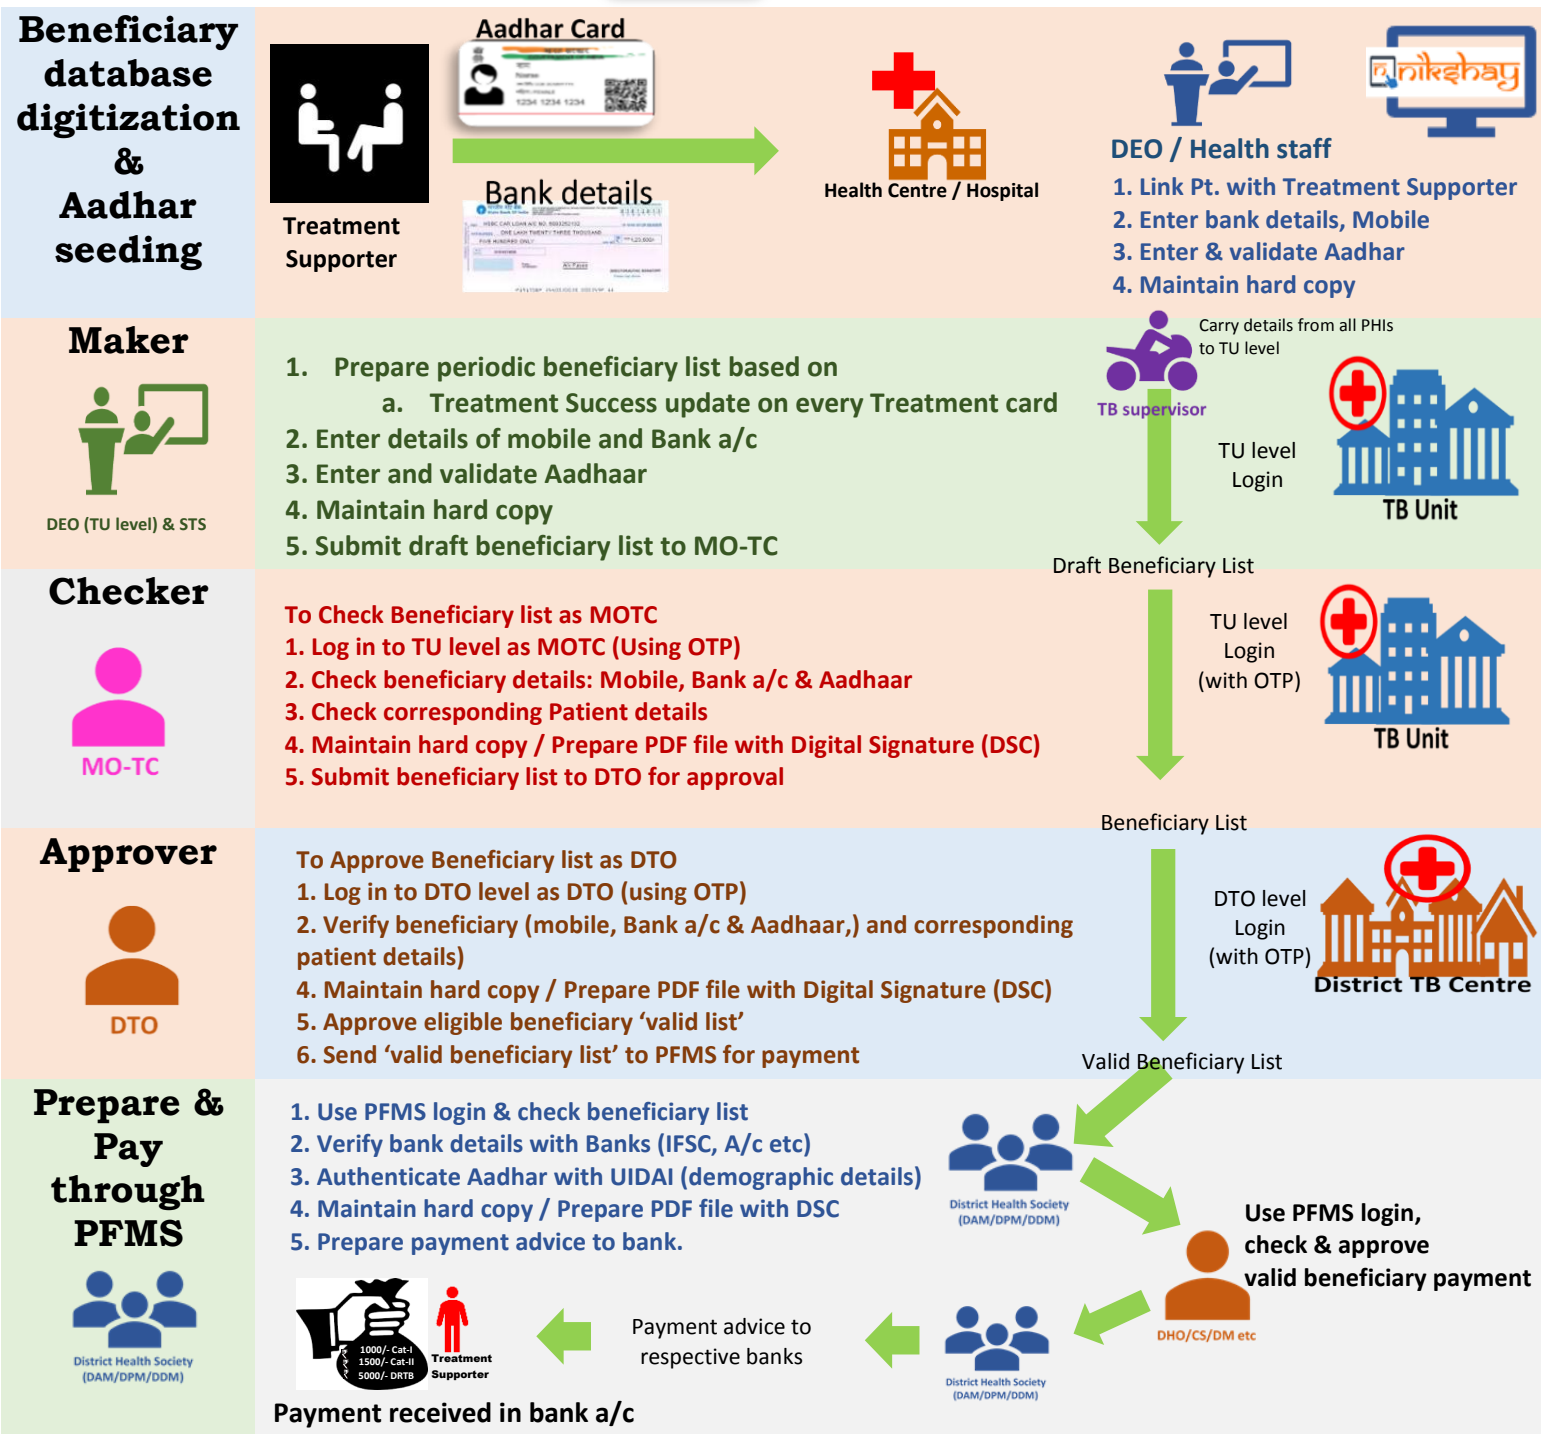 Beneficiary
database
digitization
&
Aadhar
seeding
Treatment
Supporter
Aadhar Card
1234 1234 1234
Bank details
Health Centre / Hospital
nikshay
DEO / Health staff
1. Link Pt. with Treatment Supporter
2. Enter bank details, Mobile
3. Enter & validate Aadhar
4. Maintain hard copy
Maker
DEO (TU level) & STS
1. Prepare periodic beneficiary list based on
a. Treatment Success update on every Treatment card
2. Enter details of mobile and Bank a/c
3. Enter and validate Aadhaar
4. Maintain hard copy
5. Submit draft beneficiary list to MO-TC
Carry details from all PHIs
to TU level
TB supervisor
TU level
Login
TB Unit
Draft Beneficiary List
Checker
MO-TC
To Check Beneficiary list as MOTC
1. Log in to TU level as MOTC (Using OTP)
2. Check beneficiary details: Mobile, Bank a/c & Aadhaar
3. Check corresponding Patient details
4. Maintain hard copy / Prepare PDF file with Digital Signature (DSC)
5. Submit beneficiary list to DTO for approval
TU level
Login
(with OTP)
TB Unit
Beneficiary List
Approver
DTO
To Approve Beneficiary list as DTO
1. Log in to DTO level as DTO (using OTP)
2. Verify beneficiary (mobile, Bank a/c & Aadhaar,) and corresponding
patient details)
4. Maintain hard copy / Prepare PDF file with Digital Signature (DSC)
5. Approve eligible beneficiary ‘valid list’
6. Send ‘valid beneficiary list’ to PFMS for payment
DTO level
Login
(with OTP)
District TB Centre
Valid Beneficiary List
Prepare &
Pay
through
PFMS
District Health Society
(DAM/DPM/DDM)
1. Use PFMS login & check beneficiary list
2. Verify bank details with Banks (IFSC, A/c etc)
3. Authenticate Aadhar with UIDAI (demographic details)
4. Maintain hard copy / Prepare PDF file with DSC
5. Prepare payment advice to bank.
District Health Society
(DAM/DPM/DDM)
Use PFMS login,
check & approve
valid beneficiary payment
DHO/CS/DM etc
District Health Society
(DAM/DPM/DDM)
Payment advice to
respective banks
1000/- Cat-I
1500/- Cat-II
5000/- DRTB
Treatment
Supporter
Payment received in bank a/c